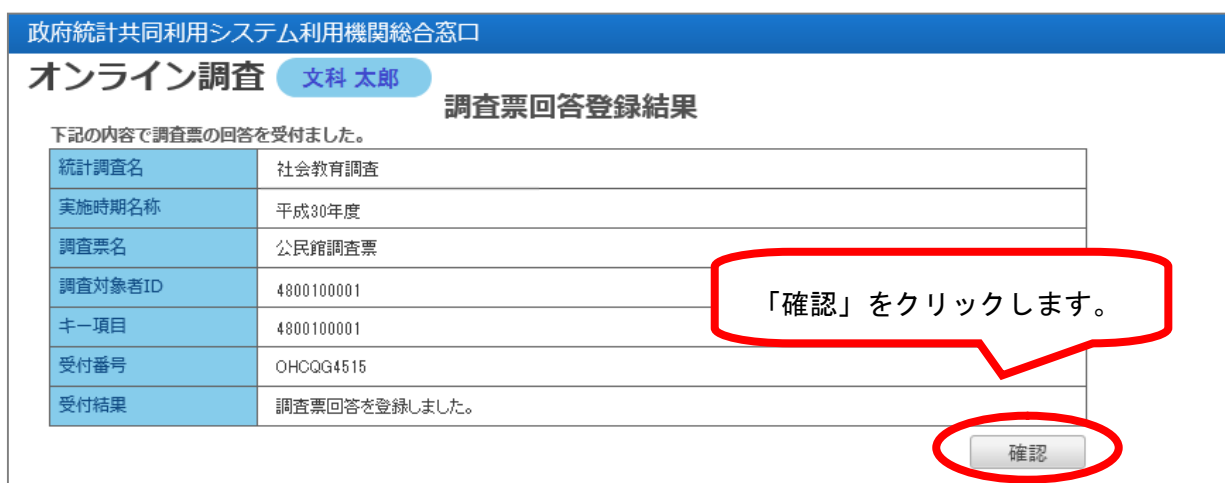 政府統計共同利用システム利用機関総合窓口
オンライン調査 文科 太郎
調査票回答登録結果
下記の内容で調査票の回答を受付ました。
統計調査名 社会教育調査
実施時期名称 平成30年度
調査票名 公民館調査票
調査対象者ID 4800100001
キー項目 4800100001
受付番号 OHCQG4515
受付結果 調査票回答を登録しました。
「確認」をクリックします。
確認